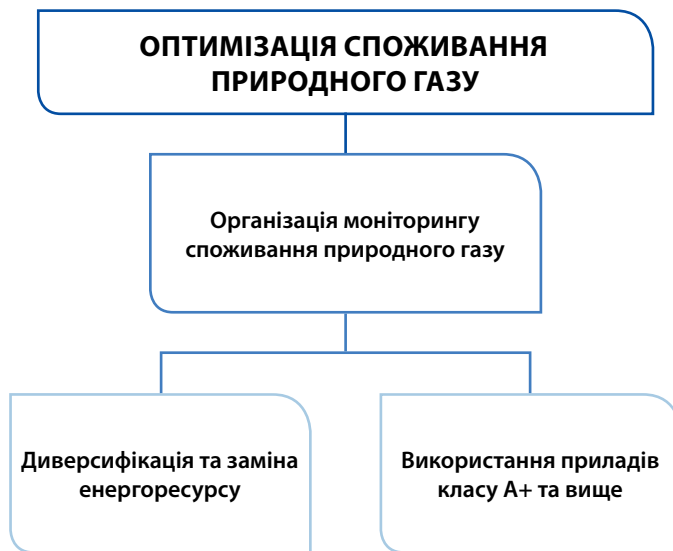 ОПТИМІЗАЦІЯ СПОЖИВАННЯ
ПРИРОДНОГО ГАЗУ
Організація моніторингу
споживання природного газу
Диверсифікація та заміна
енергоресурсу
Використання приладів
класу А+ та вище